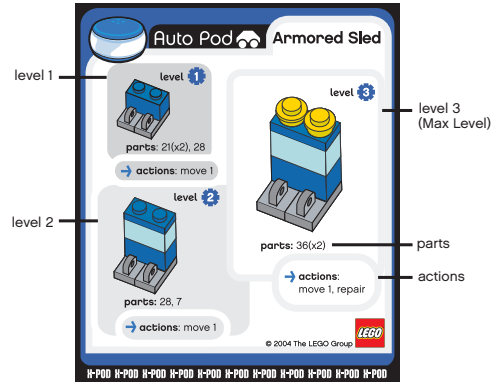 Auto Pod
Armored Sled
level 1
level 1
parts: 21(x2), 28
actions: move 1
level 2
level 2
parts: 28, 7
actions: move 1
level 3
level 3
(Max Level)
parts: 36(x2)
parts
actions:
move 1, repair
actions
LEGO
© 2004 The LEGO Group
X-POD X-POD X-POD X-POD X-POD X-POD X-POD X-POD X-POD X-POD X-POD